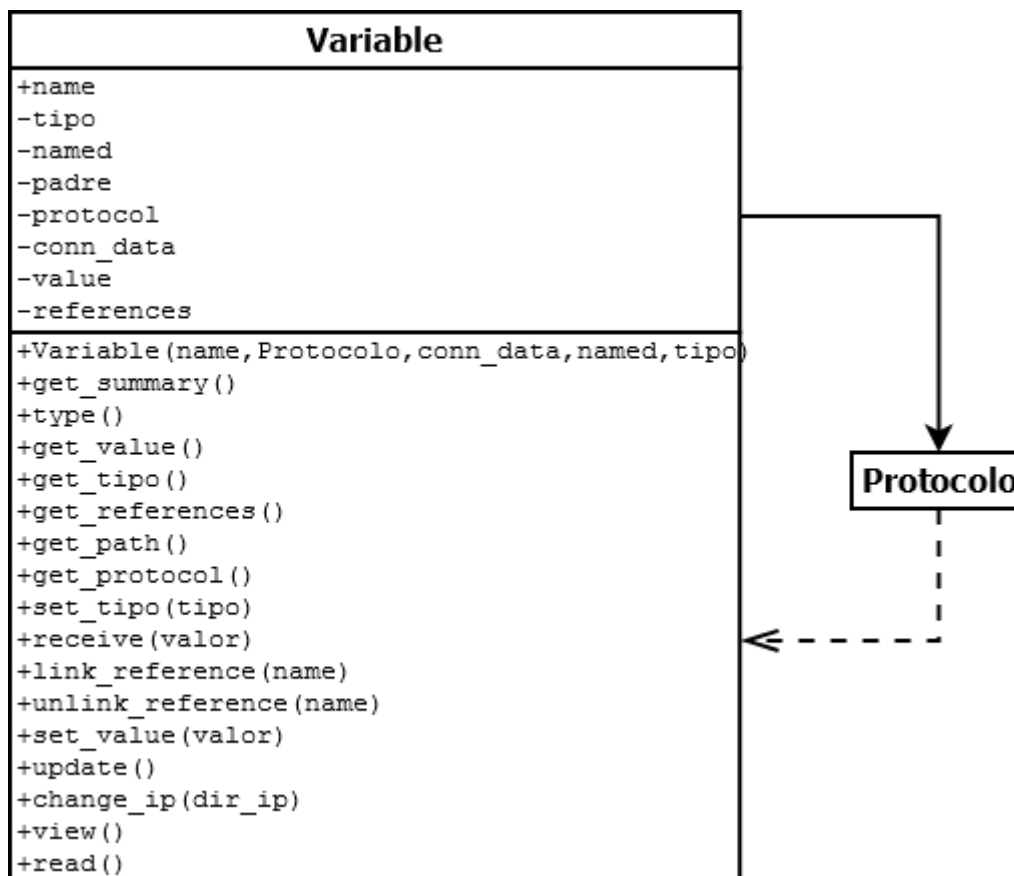 Variable
+name
-tipo
-named
-padre
-protocol
-conn_data
-value
-references
+Variable(name,Protocolo,conn_data,named,tipo)
+get_summary()
+type()
+get_value()
+get_tipo()
+get_references()
+get_path()
+get_protocol()
+set_tipo(tipo)
+receive(valor)
+link_reference(name)
+unlink_reference(name)
+set_value(valor)
+update()
+change_ip(dir_ip)
+view()
+read()
Protocolo